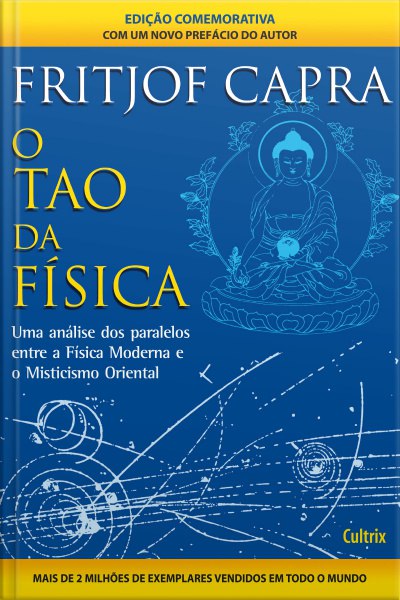 EDIÇÃO COMEMORATIVA
COM UM NOVO PREFÁCIO DO AUTOR
FRITJOF CAPRA
O
TAO
DA
FÍSICA
Uma análise dos paralelos
entre a Física Moderna e
o Misticismo Oriental
Cultrix
MAIS DE 2 MILHÕES DE EXEMPLARES VENDIDOS EM TODO O MUNDO